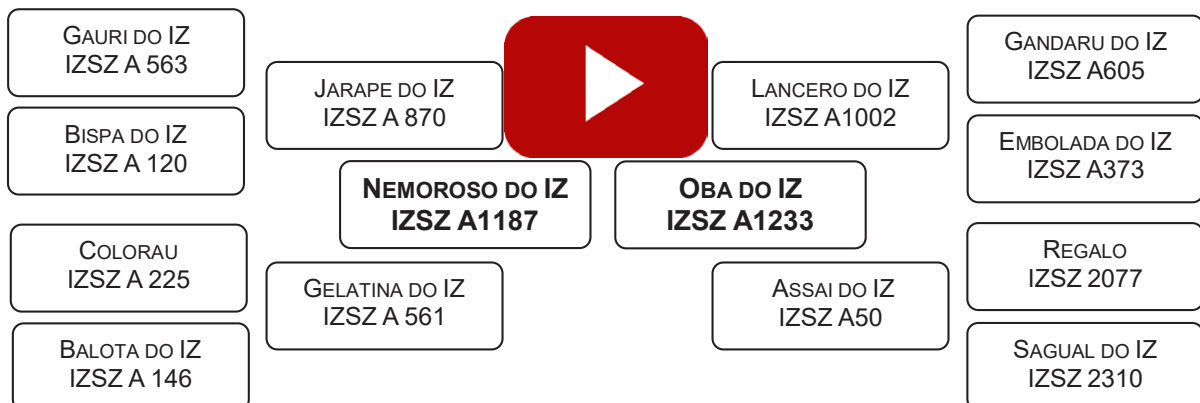 GAURI DO IZ
IZSZ A 563
BISPA DO IZ
IZSZ A 120
COLORAU
IZSZ A 225
BALOTA DO IZ
IZSZ A 146
JARAPE DO IZ
IZSZ A 870
NEMOROSO DO IZ
IZSZ A1187
GELATINA DO IZ
IZSZ A 561
LANCERO DO IZ
IZSZ A1002
OBA DO IZ
IZSZ A1233
ASSAI DO IZ
IZSZ A50
GANDARU DO IZ
IZSZ A605
EMBOLADA DO IZ
IZSZ A373
REGALO
IZSZ 2077
SAGUAL DO IZ
IZSZ 2310